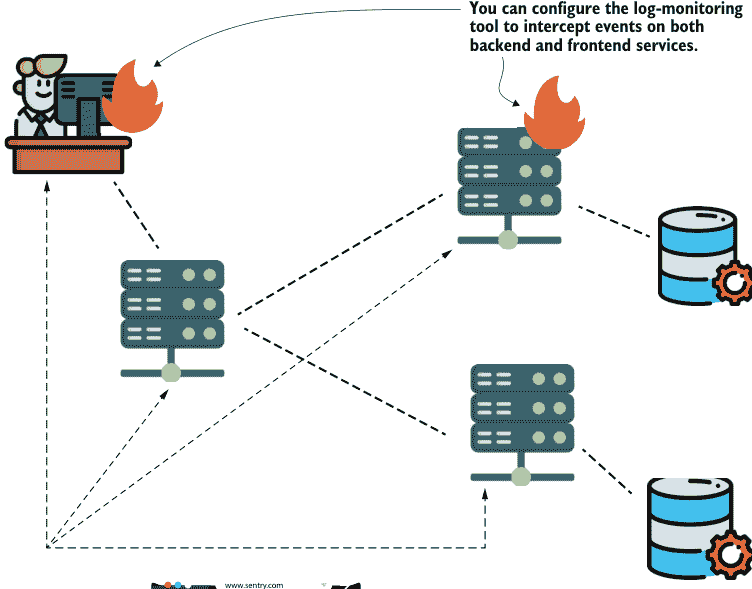 You can configure the log-monitoring
tool to intercept events on both
backend and frontend services.
www.sentry.com